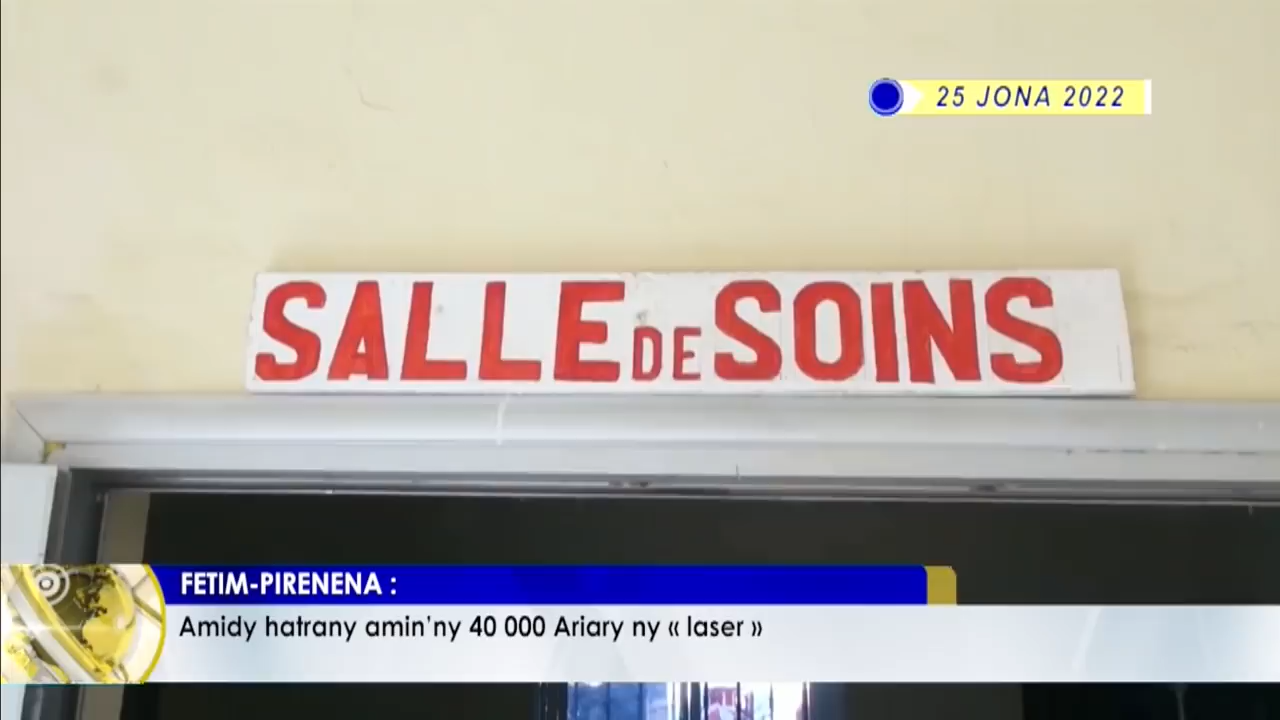 25 JONA 2022
SALLE DE SOINS
FETIM-PIRENENA :
Amidy hatrany amin'ny 40 000 Ariary ny « laser »